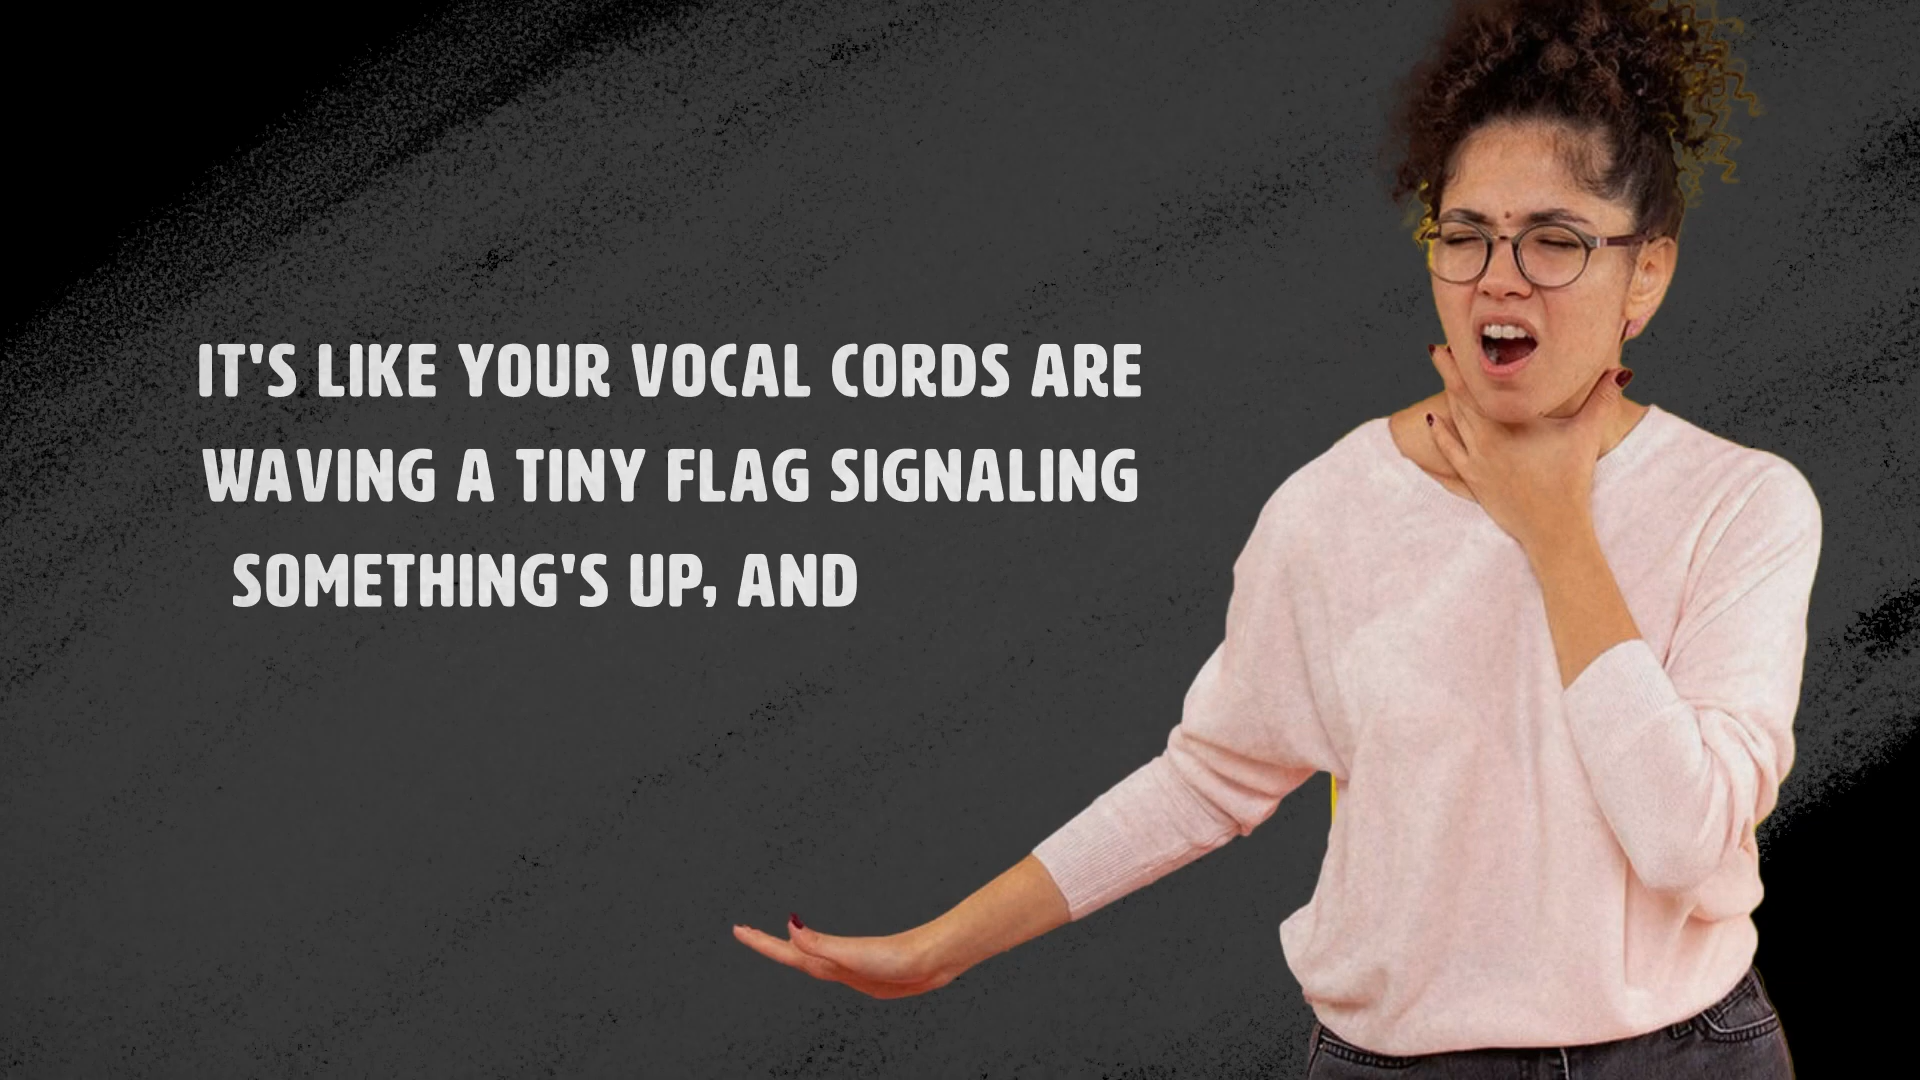 IT'S LIKE YOUR VOCAL CORDS ARE
WAVING A TINY FLAG SIGNALING
SOMETHING'S UP, AND